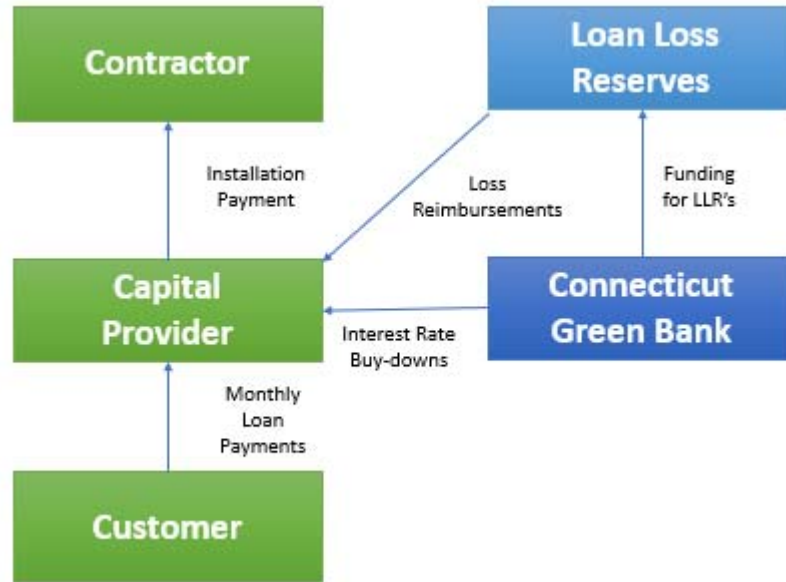 Contractor
Loan Loss
Reserves
Installation
Payment
Loss
Reimbursements
Funding
for LLR's
Capital
Provider
Connecticut
Green Bank
Interest Rate
Buy-downs
Monthly
Loan
Payments
Customer